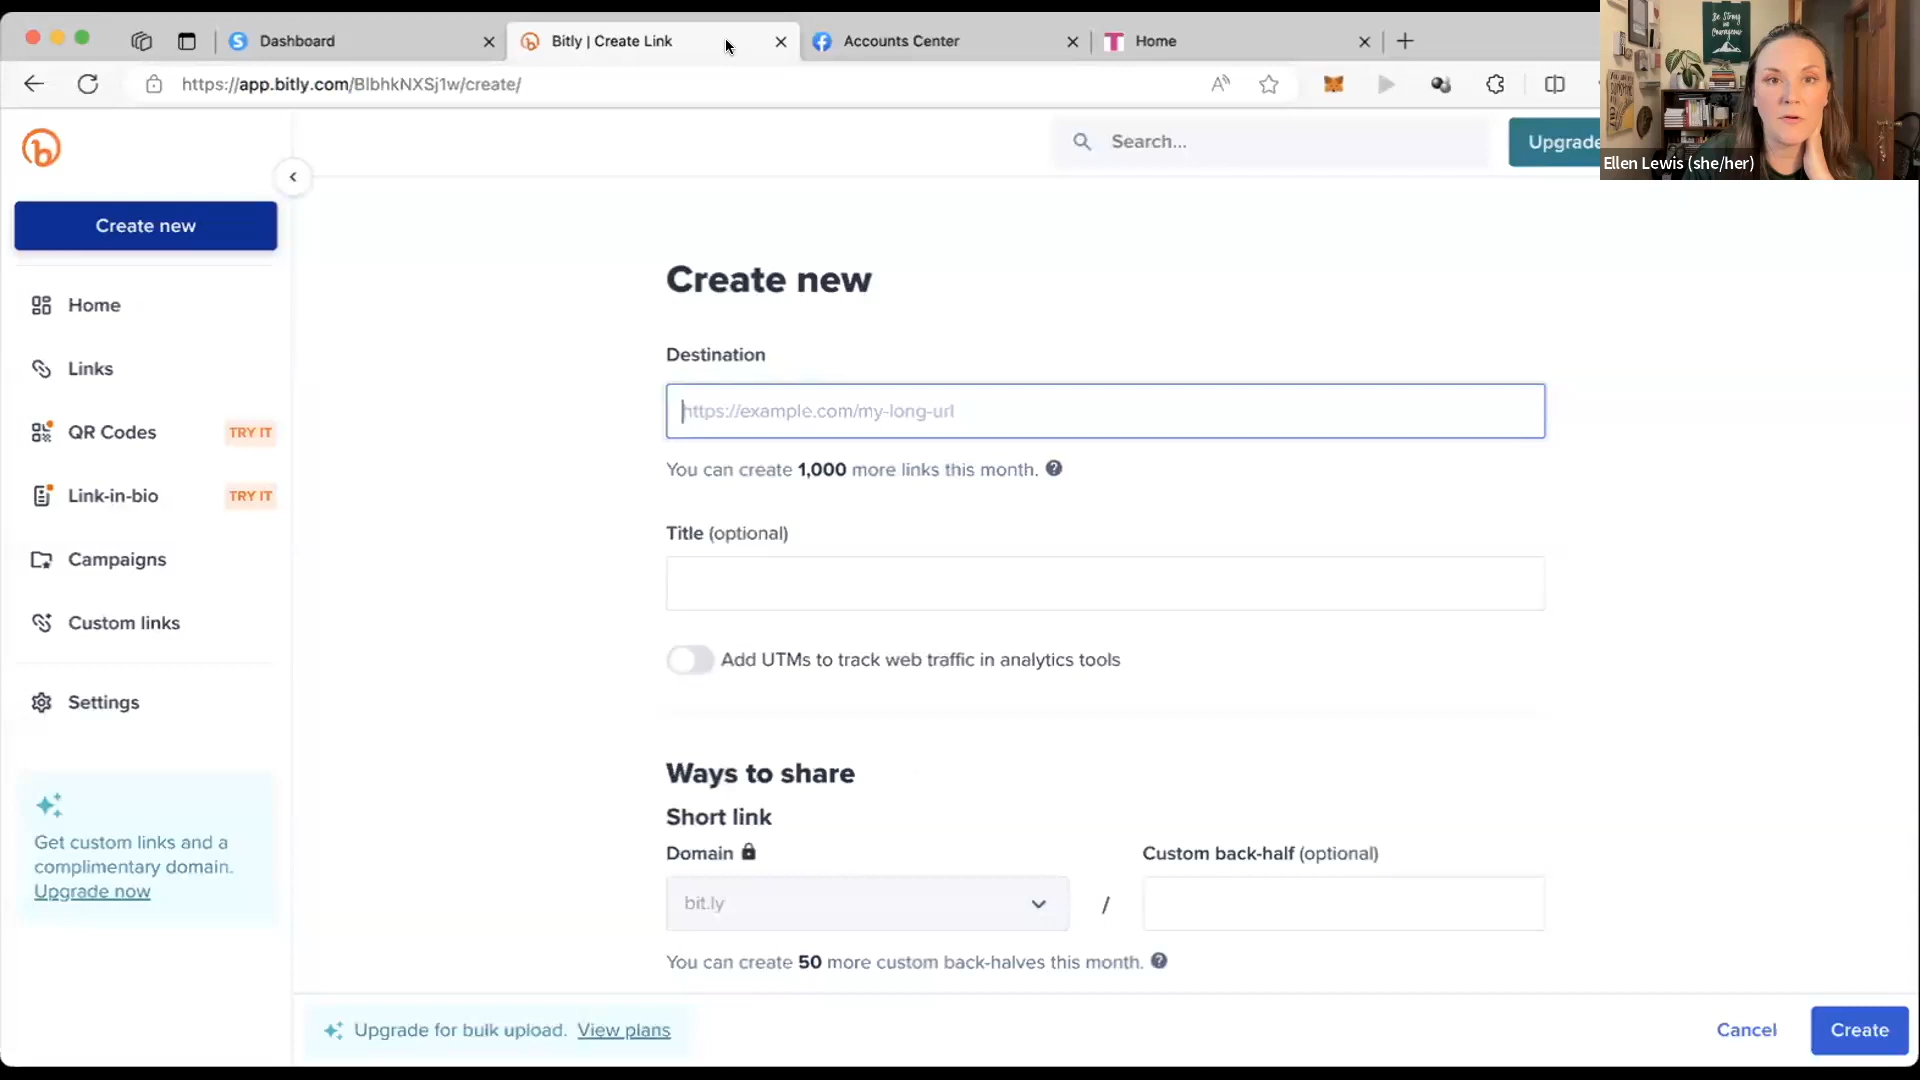 Dashboard
Bitly | Create Link
Accounts Center
Home
https://app.bitly.com/BlbhkNXSj1w/create/
Be Strong
and
Courageous
Search...
Upgrade
Ellen Lewis (she/her)
Create new
Home
Links
QR Codes
TRY IT
Link-in-bio
TRY IT
Campaigns
Custom links
Settings
Get custom links and a
complimentary domain.
Upgrade now
Create new
Destination
https://example.com/my-long-url
You can create 1,000 more links this month.
Title (optional)
Add UTMs to track web traffic in analytics tools
Ways to share
Short link
Domain
Custom back-half (optional)
bit.ly
/
You can create 50 more custom back-halves this month.
Upgrade for bulk upload. View plans
Cancel
Create